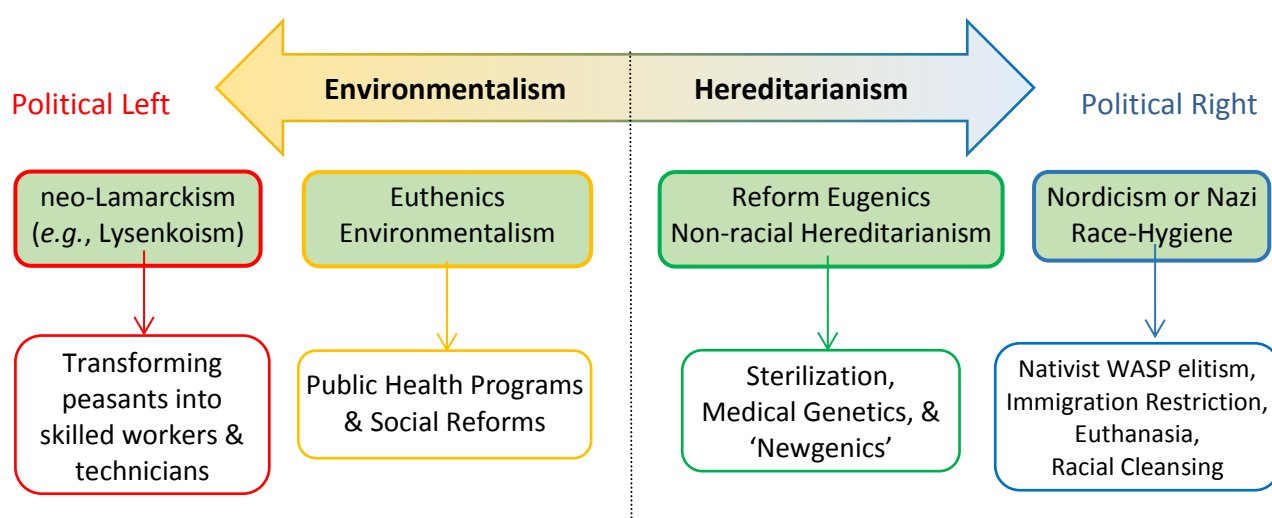 Environmentalism
Hereditarianism
Political Left
Political Right
neo-Lamarckism
(e.g., Lysenkoism)
Euthenics
Environmentalism
Reform Eugenics
Non-racial Hereditarianism
Nordicism or Nazi
Race-Hygiene
Transforming
peasants into
skilled workers &
technicians
Public Health Programs
& Social Reforms
Sterilization,
Medical Genetics, &
‘Newgenics’
Nativist WASP elitism,
Immigration Restriction,
Euthanasia,
Racial Cleansing